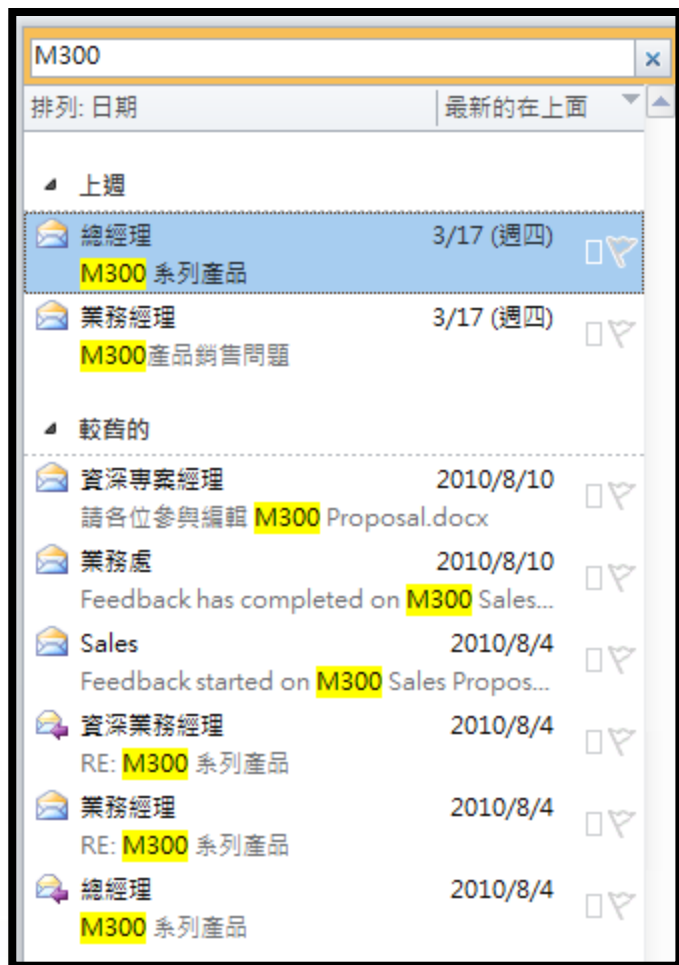 M300
排列: 日期 最新的在上面
上週
總經理 3/17 (週四)
M300 系列產品
業務經理 3/17 (週四)
M300產品銷售問題
較舊的
資深專案經理 2010/8/10
請各位參與編輯 M300 Proposal.docx
業務處 2010/8/10
Feedback has completed on M300 Sales...
Sales 2010/8/4
Feedback started on M300 Sales Propos...
資深業務經理 2010/8/4
RE: M300 系列產品
業務經理 2010/8/4
RE: M300 系列產品
總經理 2010/8/4
M300 系列產品